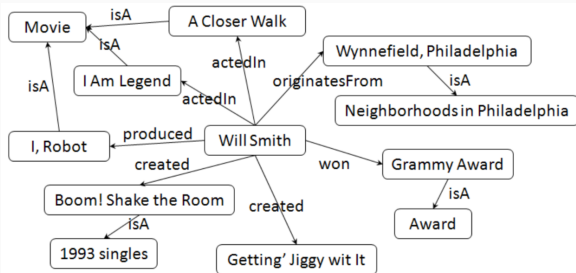 isA
A Closer Walk
Movie
isA
actedIn
Wynnefield, Philadelphia
originatesFrom
isA
I Am Legend
isA
actedIn
Neighborhoods in Philadelphia
produced
Will Smith
I, Robot
created
won
Grammy Award
Boom! Shake the Room
created
isA
isA
Award
1993 singles
Getting' Jiggy wit It